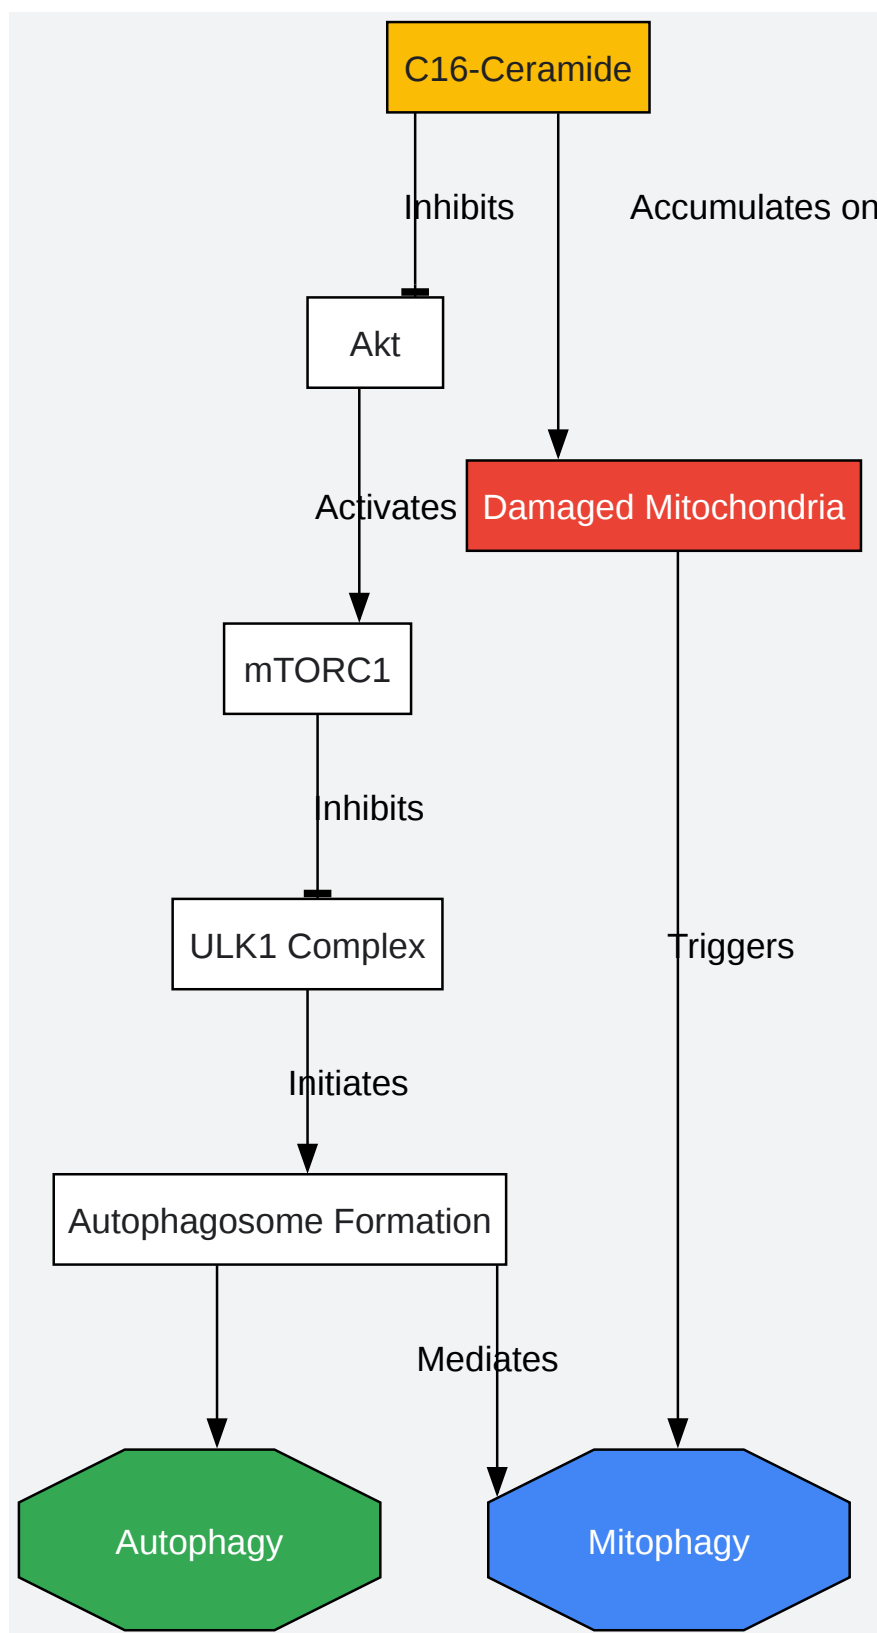 C16-Ceramide
Inhibits
Accumulates on
Akt
Activates
Damaged Mitochondria
mTORC1
Inhibits
ULK1 Complex
Triggers
Initiates
Autophagosome Formation
Mediates
Autophagy
Mitophagy